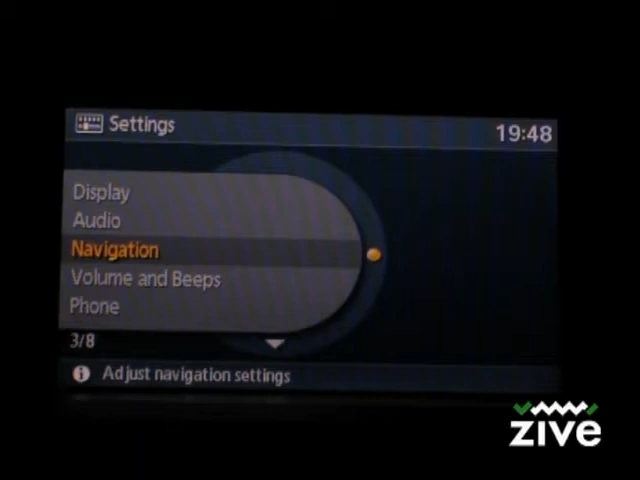 Settings
19:48
Display
Audio
Navigation
Volume and Beeps
Phone
3/8
Adjust navigation settings
zive